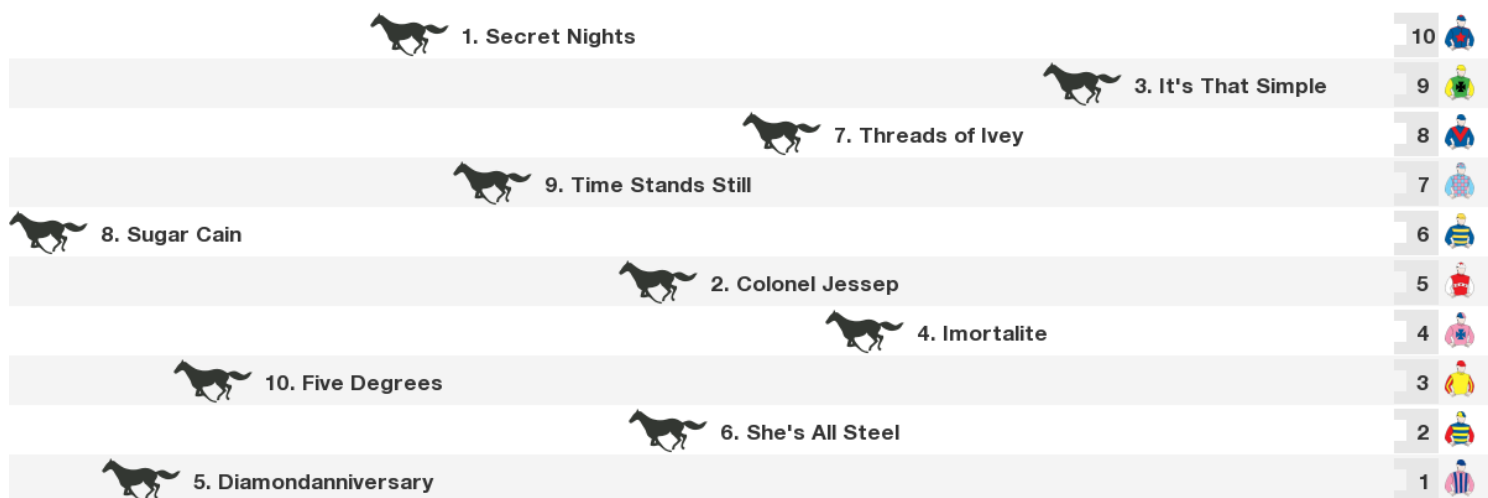 1. Secret Nights 10
3. It's That Simple 9
7. Threads of Ivey 8
9. Time Stands Still 7
8. Sugar Cain 6
2. Colonel Jessep 5
4. Imortalite 4
10. Five Degrees 3
6. She's All Steel 2
5. Diamondanniversary 1